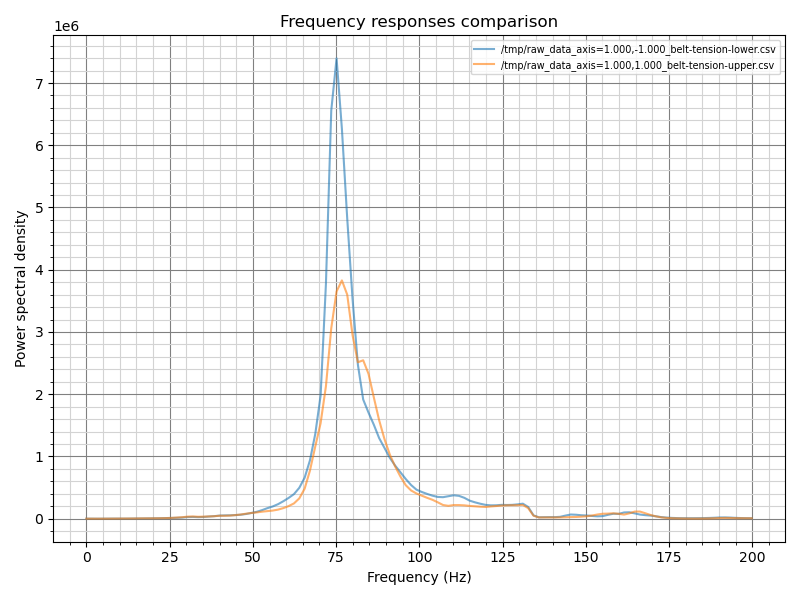 Frequency responses comparison
1e6
/tmp/raw_data_axis=1.000,-1.000_belt-tension-lower.csv
/tmp/raw_data_axis=1.000,1.000_belt-tension-upper.csv
7
6
5
4
3
2
1
0
Power spectral density
0 25 50 75 100 125 150 175 200
Frequency (Hz)